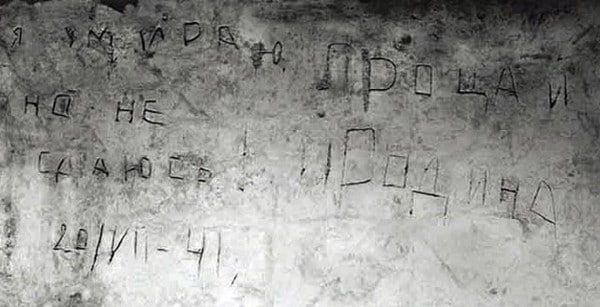 Я УМИРАЮ,
НО НЕ
СДАЮСЬ!
ПРОЩАЙ
РОДИНА
20/VII-41.